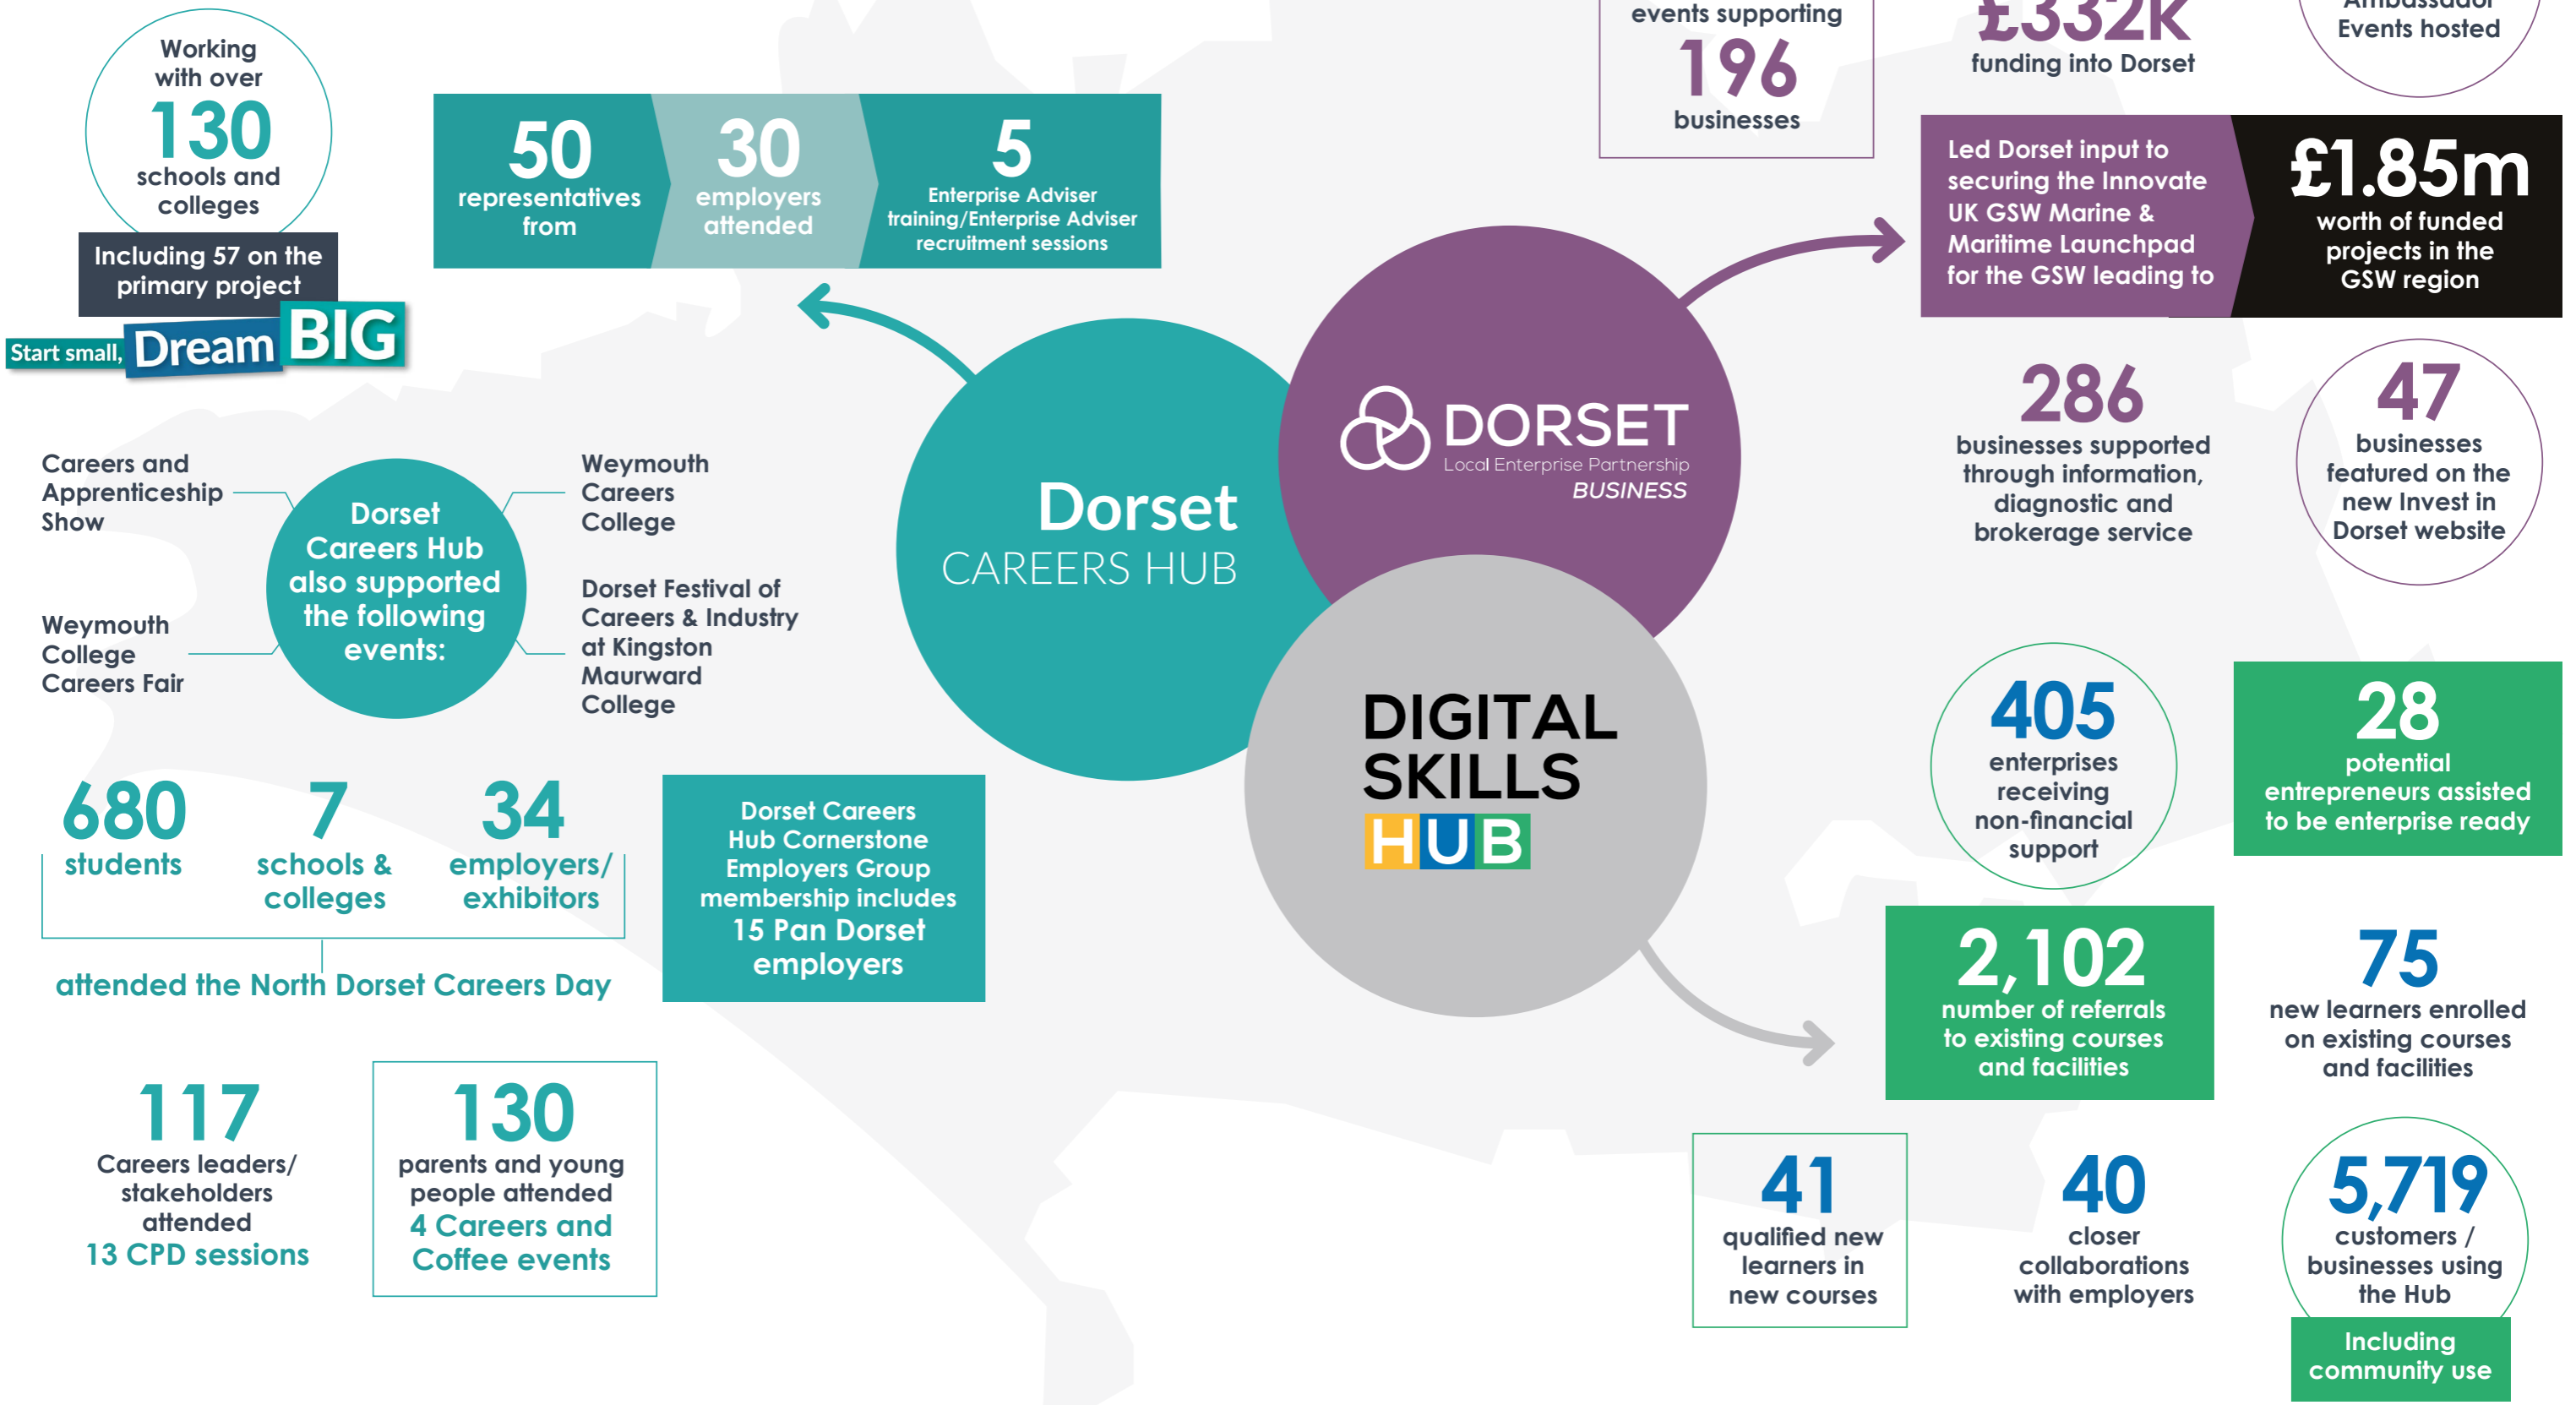 Working
with over
130
schools and
colleges
Including 57 on the
primary project
Start small, Dream BIG
50
representatives
from
30
employers
attended
5
Enterprise Adviser
training/Enterprise Adviser
recruitment sessions
Careers and
Apprenticeship
Show
Weymouth
College
Careers Fair
Dorset
Careers Hub
also supported
the following
events:
Weymouth
Careers
College
Dorset Festival of
Careers & Industry
at Kingston
Maurward
College
680
students
7
schools &
colleges
34
employers/
exhibitors
attended the North Dorset Careers Day
Dorset Careers
Hub Cornerstone
Employers Group
membership includes
15 Pan Dorset
employers
117
Careers leaders/
stakeholders
attended
13 CPD sessions
130
parents and young
people attended
4 Careers and
Coffee events
Dorset
CAREERS HUB
DORSET
Local Enterprise Partnership
BUSINESS
DIGITAL
SKILLS
HUB
events supporting
196
businesses
£332k
funding into Dorset
Ambassador
Events hosted
Led Dorset input to
securing the Innovate
UK GSW Marine &
Maritime Launchpad
for the GSW leading to
£1.85m
worth of funded
projects in the
GSW region
286
businesses supported
through information,
diagnostic and
brokerage service
47
businesses
featured on the
new Invest in
Dorset website
405
enterprises
receiving
non-financial
support
28
potential
entrepreneurs assisted
to be enterprise ready
2,102
number of referrals
to existing courses
and facilities
75
new learners enrolled
on existing courses
and facilities
41
qualified new
learners in
new courses
40
closer
collaborations
with employers
5,719
customers /
businesses using
the Hub
Including
community use